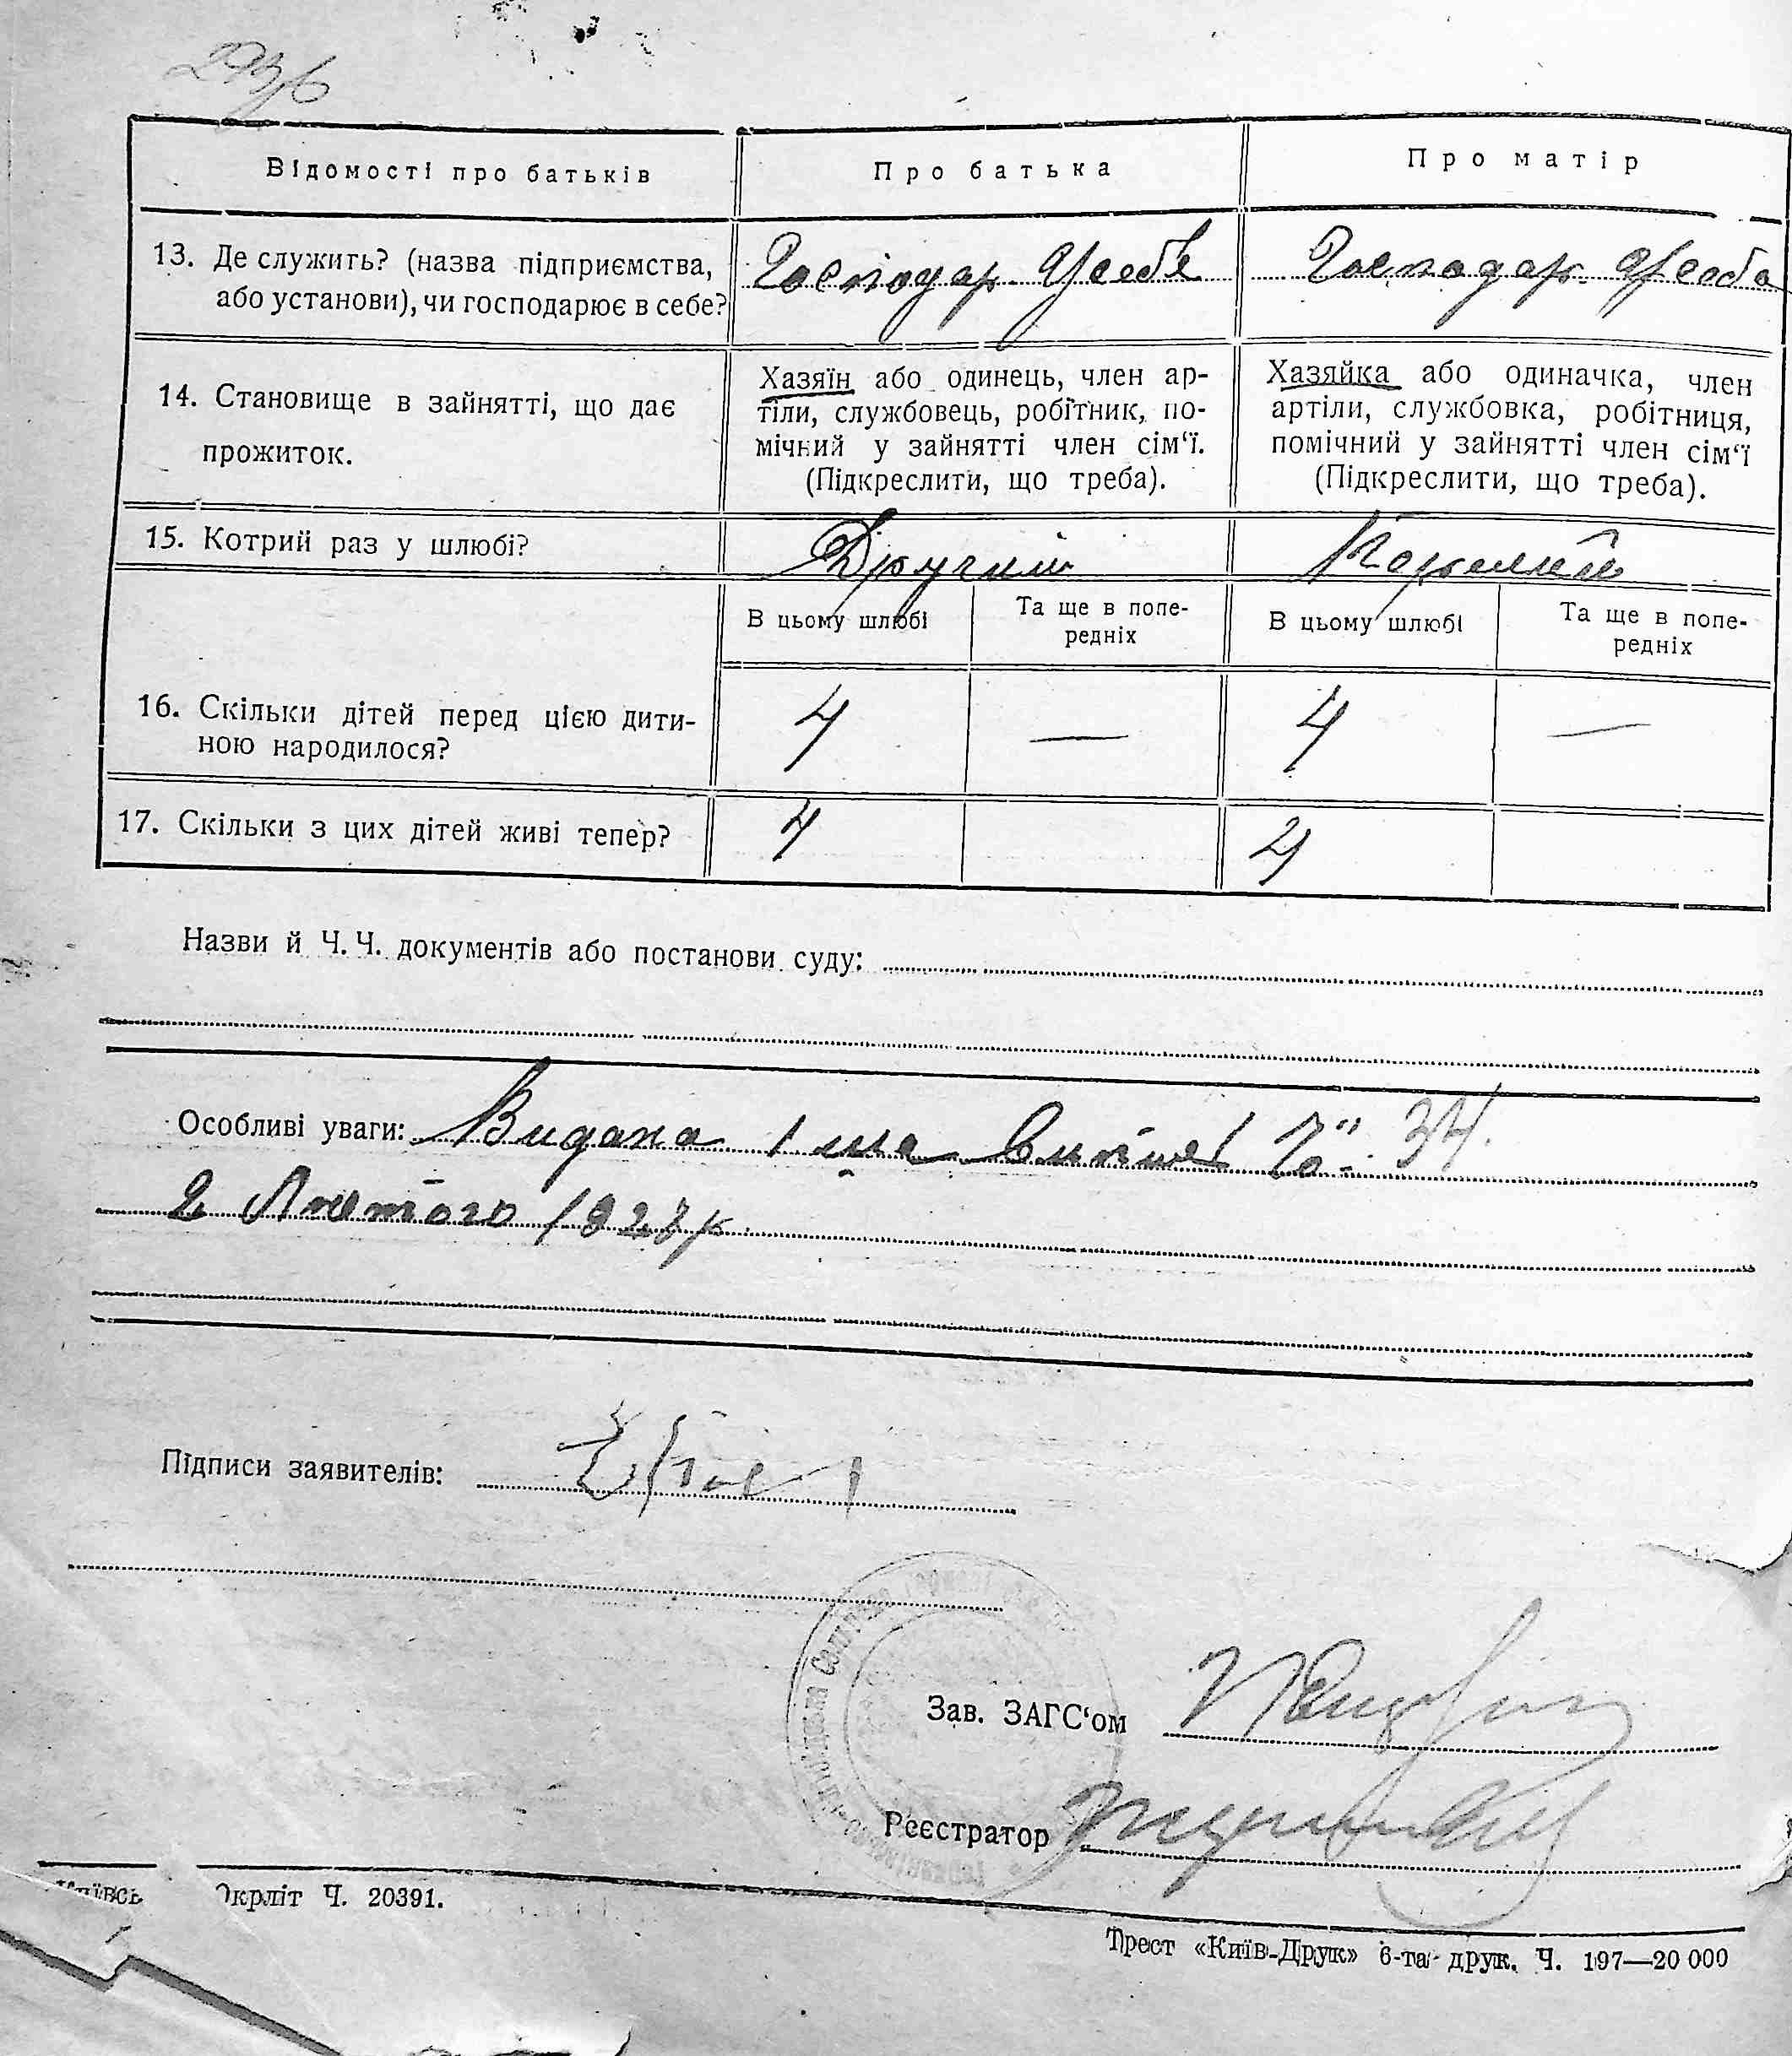 Відомості про батьків
Про батька
Про матір
13. Де служить? (назва підприємства,
або установи), чи господарює в себе?
Господар. У себе
Господар. У себе
14. Становище в зайнятті, що дає
прожиток.
Хазяїн або одинець, член ар-
тіли, службовець, робітник, по-
мічний у зайнятті член сім‘ї.
(Підкреслити, що треба).
Хазяйка або одиначка, член
артіли, службовка, робітниця,
помічний у зайнятті член сім‘ї
(Підкреслити, що треба).
15. Котрий раз у шлюбі?
Другий
Перший
В цьому шлюбі
Та ще в попе-
редніх
В цьому шлюбі
Та ще в попе-
редніх
16. Скільки дітей перед цією дити-
ною народилося?
4 — 4 —
17. Скільки з цих дітей живі тепер?
4 4
Назви й Ч. Ч. документів або постанови суду:
Особливі уваги: Видана 1 ша 34.
2 Лютого 1927р.
Підписи заявителів:
Зав. ЗАГС‘ом
Реєстратор
Окрліт Ч. 20391.
Трест «Київ-Друк» 6-та друк. Ч. 197—20 000